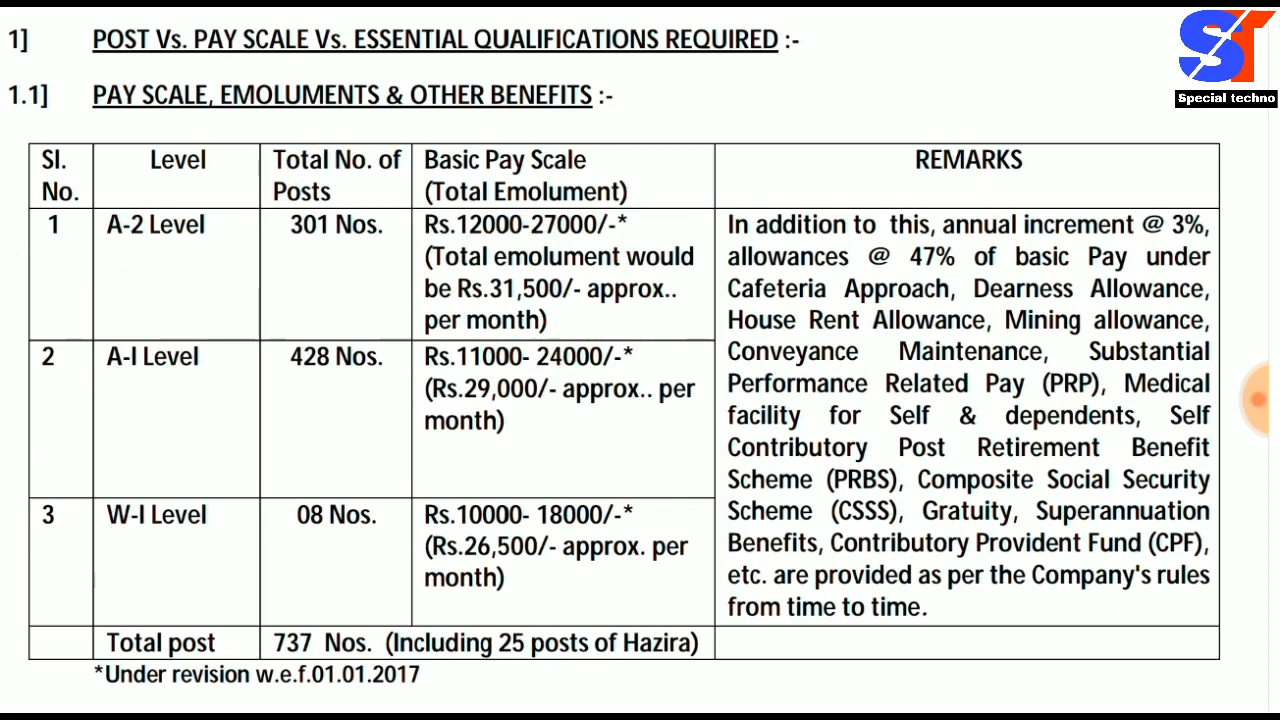 1] POST Vs. PAY SCALE Vs. ESSENTIAL QUALIFICATIONS REQUIRED :-
ST
Special techno
1.1] PAY SCALE, EMOLUMENTS & OTHER BENEFITS :-
Sl. No.
Level
Total No. of
Posts
Basic Pay Scale
(Total Emolument)
REMARKS
1
A-2 Level
301 Nos.
Rs.12000-27000/-*
(Total emolument would
be Rs.31,500/- approx..
per month)
In addition to this, annual increment @ 3%,
allowances @ 47% of basic Pay under
Cafeteria Approach, Dearness Allowance,
House Rent Allowance, Mining allowance,
Conveyance Maintenance, Substantial
Performance Related Pay (PRP), Medical
facility for Self & dependents, Self
Contributory Post Retirement Benefit
Scheme (PRBS), Composite Social Security
Scheme (CSSS), Gratuity, Superannuation
Benefits, Contributory Provident Fund (CPF),
etc. are provided as per the Company's rules
from time to time.
2
A-I Level
428 Nos.
Rs.11000- 24000/-*
(Rs.29,000/- approx.. per
month)
3
W-I Level
08 Nos.
Rs.10000- 18000/-*
(Rs.26,500/- approx. per
month)
Total post
737 Nos. (Including 25 posts of Hazira)
*Under revision w.e.f.01.01.2017